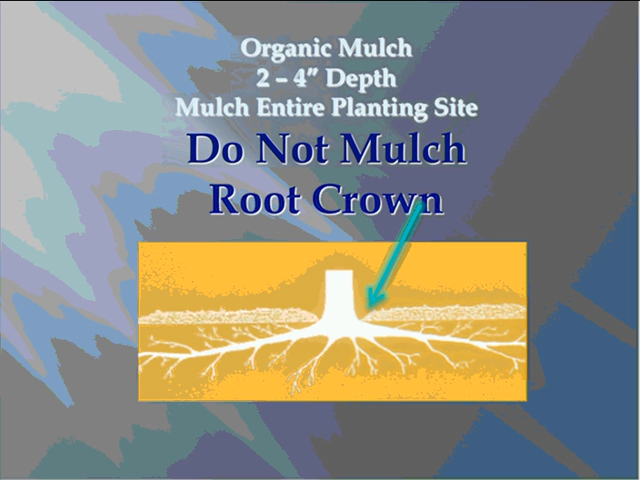 Organic Mulch
2 – 4” Depth
Mulch Entire Planting Site
Do Not Mulch
Root Crown